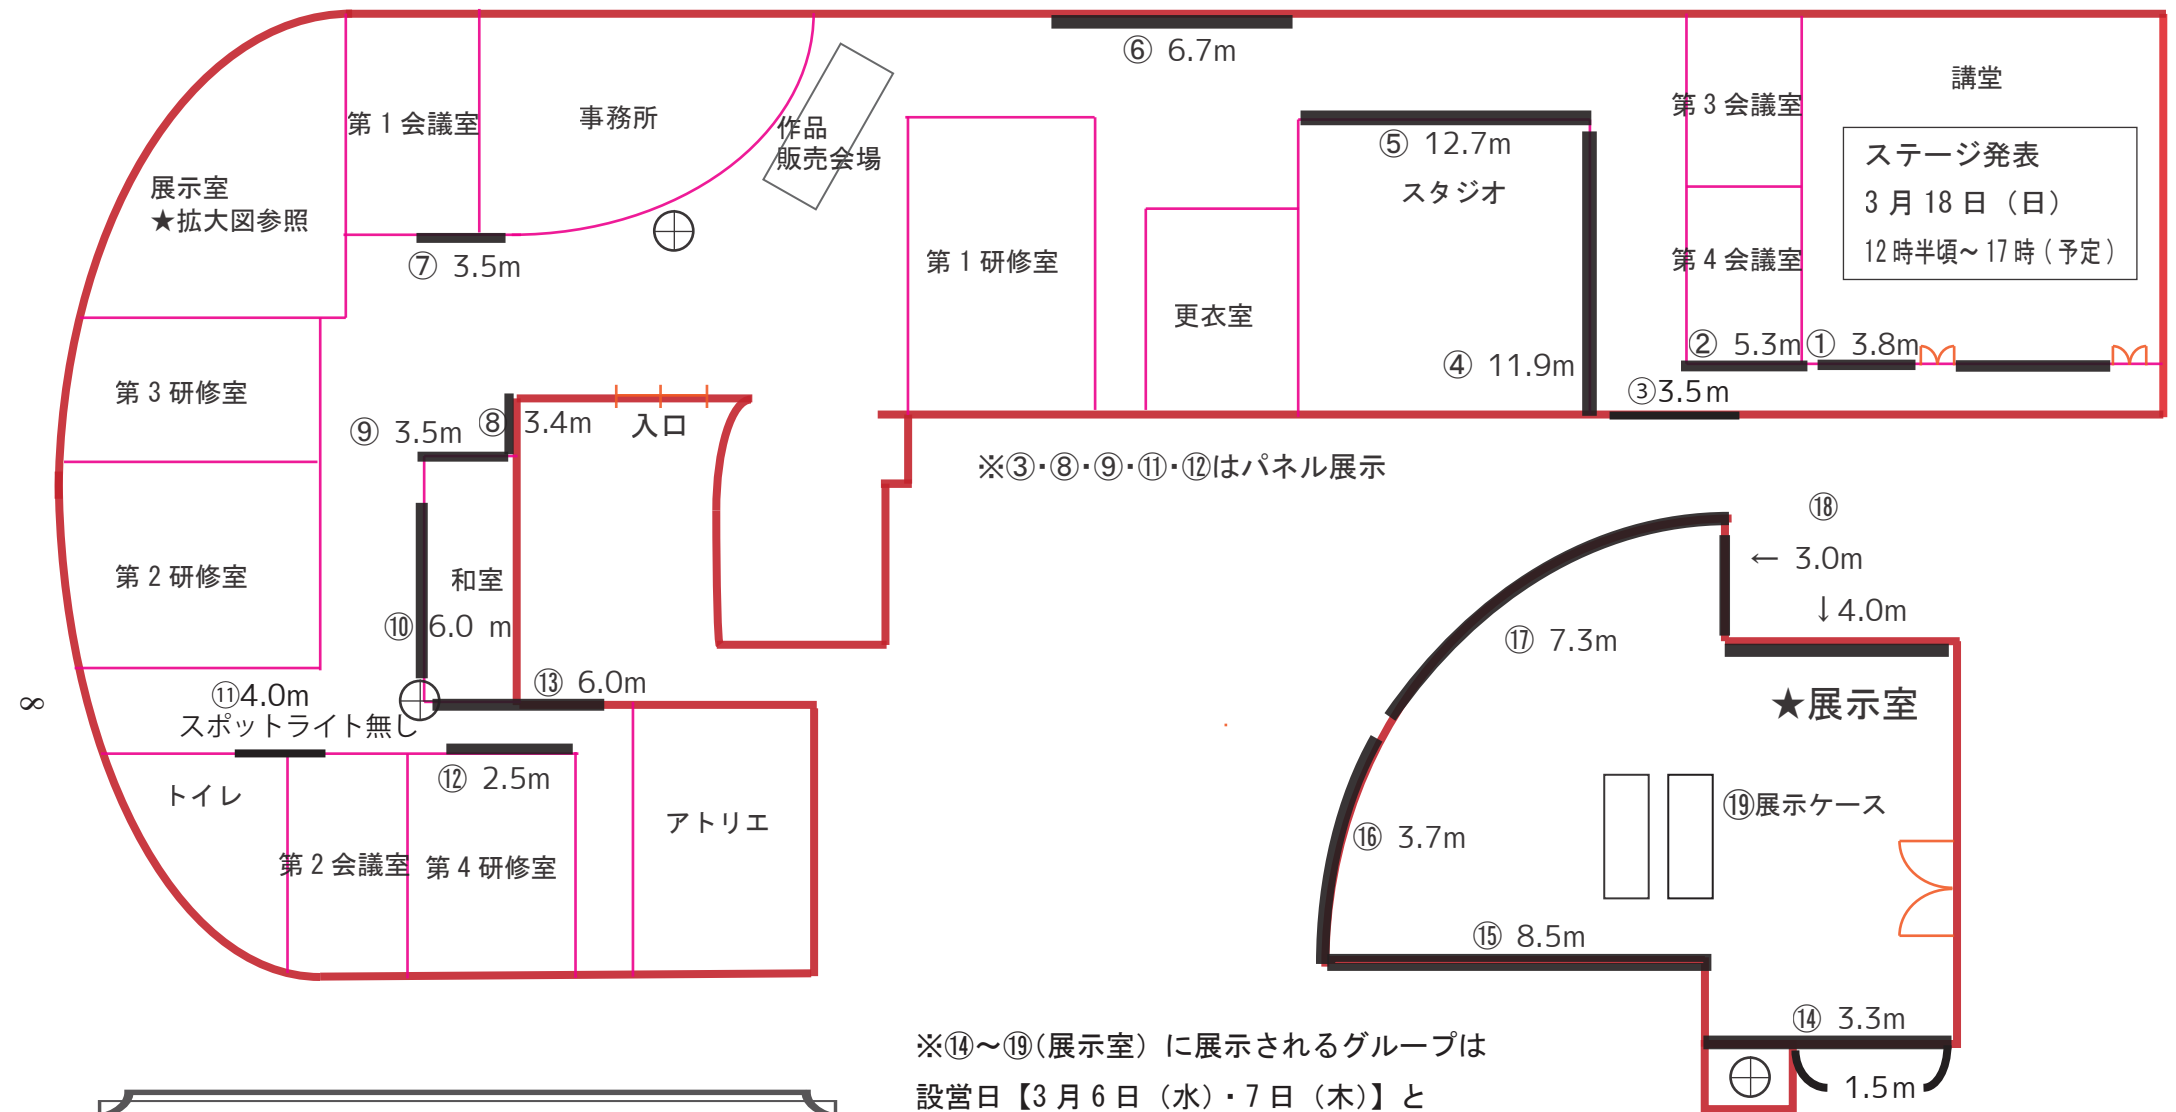 ⑥ 6.7m
第1会議室
事務所
作品
販売会場
展示室
★拡大図参照
⑦ 3.5m
⑤ 12.7m
スタジオ
第3会議室
講堂
ステージ発表
3月18日（日）
12時半頃～17時(予定)
第4会議室
第1研修室
更衣室
④ 11.9m
② 5.3m
① 3.8m
③3.5m
第3研修室
⑨ 3.5m
⑧ 3.4m
入口
※③・⑧・⑨・⑪・⑫はパネル展示
第2研修室
和室
⑩ 6.0 m
⑪4.0m
スポットライト無し
⑬ 6.0m
⑫ 2.5m
トイレ
第2会議室
第4研修室
アトリエ
∞
⑱
← 3.0m
↓4.0m
⑰ 7.3m
★展示室
⑲展示ケース
⑯ 3.7m
⑮ 8.5m
⑭ 3.3m
1.5m
※⑭～⑲(展示室）に展示されるグループは
設営日【3月6日（水）・7日（木）】と